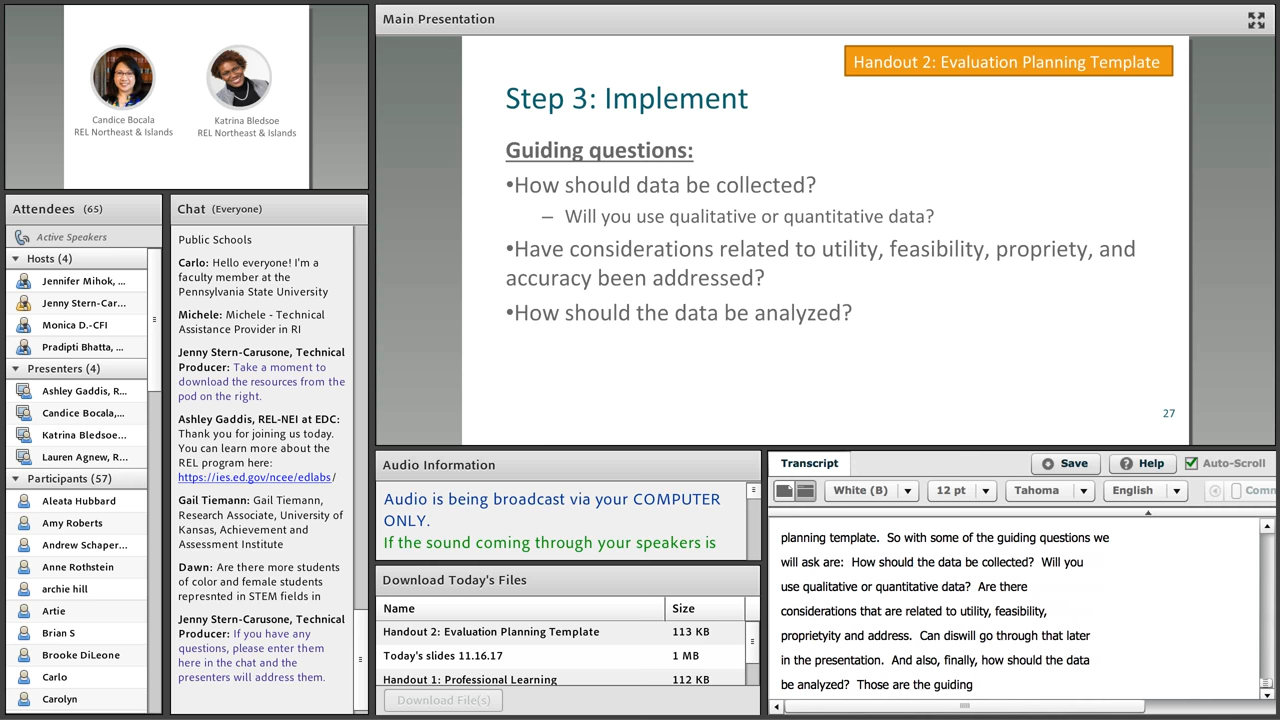 Candice Bocala
REL Northeast & Islands
Katrina Bledsoe
REL Northeast & Islands
Attendees (65)
Active Speakers
Hosts (4)
Jennifer Mihok, ...
Jenny Stern-Car...
Monica D.-CFI
Pradipti Bhatta, ...
Presenters (4)
Ashley Gaddis, R...
Candice Bocala,...
Katrina Bledsoe...
Lauren Agnew, R...
Participants (57)
Aleata Hubbard
Amy Roberts
Andrew Schaper...
Anne Rothstein
archie hill
Artie
Brian S
Brooke DiLeone
Carlo
Carolyn
Chat (Everyone)
Public Schools
Carlo: Hello everyone! I'm a
faculty member at the
Pennsylvania State University
Michele: Michele - Technical
Assistance Provider in RI
Jenny Stern-Carusone, Technical
Producer: Take a moment to
download the resources from the
pod on the right.
Ashley Gaddis, REL-NEI at EDC:
Thank you for joining us today.
You can learn more about the
REL program here:
https://ies.ed.gov/ncee/edlabs/
Gail Tiemann: Gail Tiemann,
Research Associate, University of
Kansas, Achievement and
Assessment Institute
Dawn: Are there more students
of color and female students
represnted in STEM fields in
Jenny Stern-Carusone, Technical
Producer: If you have any
questions, please enter them
here in the chat and the
presenters will address them.
Main Presentation
Handout 2: Evaluation Planning Template
Step 3: Implement
Guiding questions:
•How should data be collected?
– Will you use qualitative or quantitative data?
•Have considerations related to utility, feasibility, propriety, and
accuracy been addressed?
•How should the data be analyzed?
27
Audio Information
Audio is being broadcast via your COMPUTER
ONLY.
If the sound coming through your speakers is
Download Today's Files
Name Size
Handout 2: Evaluation Planning Template 113 KB
Today's slides 11.16.17 1 MB
Handout 1: Professional Learning 112 KB
Download File(s)
Transcript Save Help Auto-Scroll
White (B) 12 pt Tahoma English Comm
planning template. So with some of the guiding questions we
will ask are: How should the data be collected? Will you
use qualitative or quantitative data? Are there
considerations that are related to utility, feasibility,
proprietyity and address. Can diswill go through that later
in the presentation. And also, finally, how should the data
be analyzed? Those are the guiding